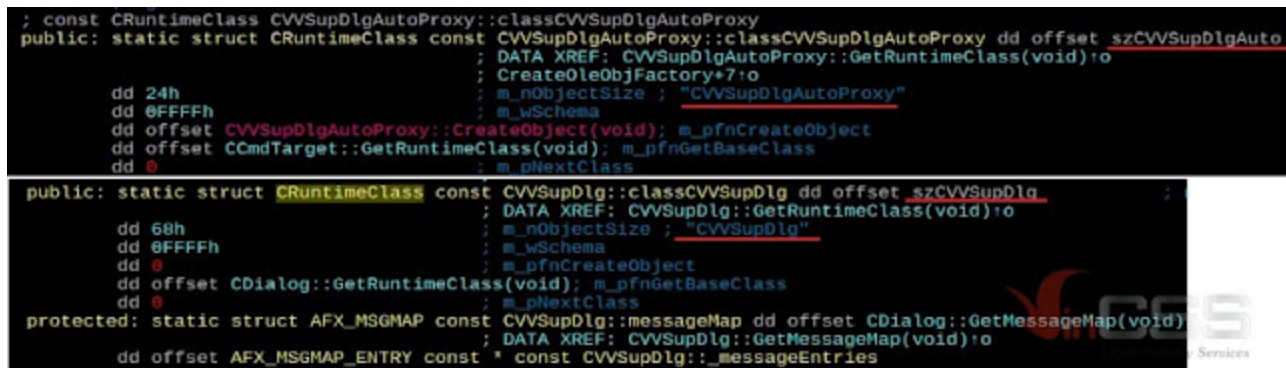 ; const CRuntimeClass CVVSupDlgAutoProxy::classCVVSupDlgAutoProxy
public: static struct CRuntimeClass const CVVSupDlgAutoProxy::classCVVSupDlgAutoProxy dd offset szCVVSupDlgAuto
; DATA XREF: CVVSupDlgAutoProxy::GetRuntimeClass(void)↑o
; CreateOleObjFactory+7↑o
dd 24h ; m_nObjectSize ; "CVVSupDlgAutoProxy"
dd 0FFFFh ; m_wSchema
dd offset CVVSupDlgAutoProxy::CreateObject(void); m_pfnCreateObject
dd offset CCmdTarget::GetRuntimeClass(void); m_pfnGetBaseClass
dd 0 ; m_pNextClass
public: static struct CRuntimeClass const CVVSupDlg::classCVVSupDlg dd offset szCVVSupDlg ;
; DATA XREF: CVVSupDlg::GetRuntimeClass(void)↑o
dd 68h ; m_nObjectSize ; "CVVSupDlg"
dd 0FFFFh ; m_wSchema
dd 0 ; m_pfnCreateObject
dd offset CDialog::GetRuntimeClass(void); m_pfnGetBaseClass
dd 0 ; m_pNextClass
protected: static struct AFX_MSGMAP const CVVSupDlg::messageMap dd offset CDialog::GetMessageMap(void)
; DATA XREF: CVVSupDlg::GetMessageMap(void)↑o
dd offset AFX_MSGMAP_ENTRY const * const CVVSupDlg::_messageEntries
VinCSS
Services